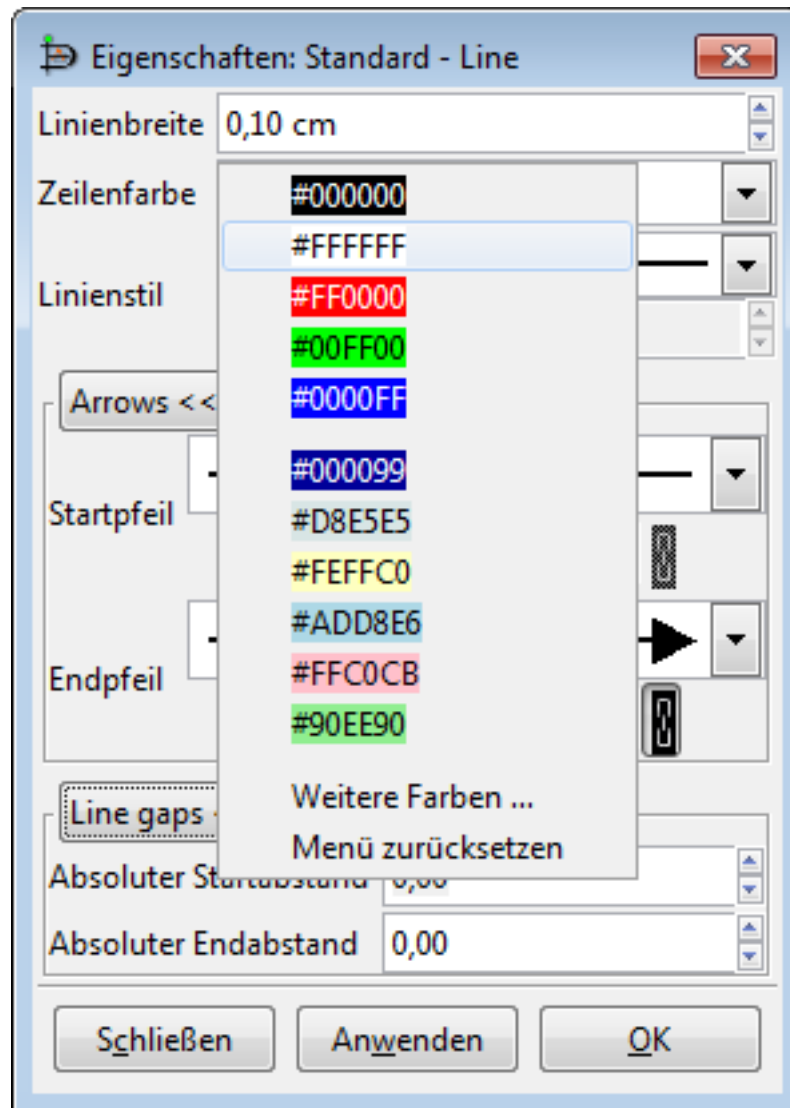 Eigenschaften: Standard - Line
Linienbreite 0,10 cm
Zeilenfarbe
#000000
#FFFFFF
Linienstil
#FF0000
#00FF00
#0000FF
Arrows <<
#000099
Startpfeil
#D8E5E5
#FEFFC0
#ADD8E6
Endpfeil
#FFC0CB
#90EE90
Line gaps
Weitere Farben ...
Menü zurücksetzen
Absoluter Startabstand 0,00
Absoluter Endabstand 0,00
Schließen Anwenden OK